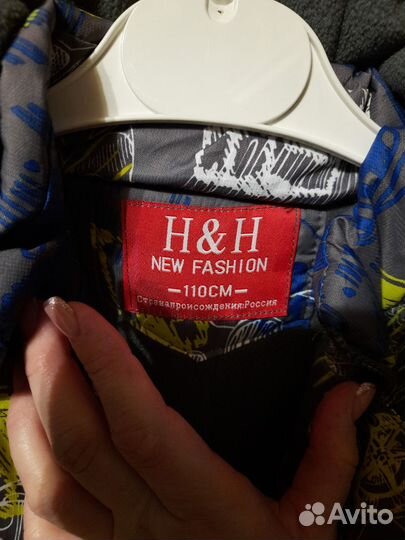 H&H
NEW FASHION
—110CM—
Странапроисхождения:Россия
Avito